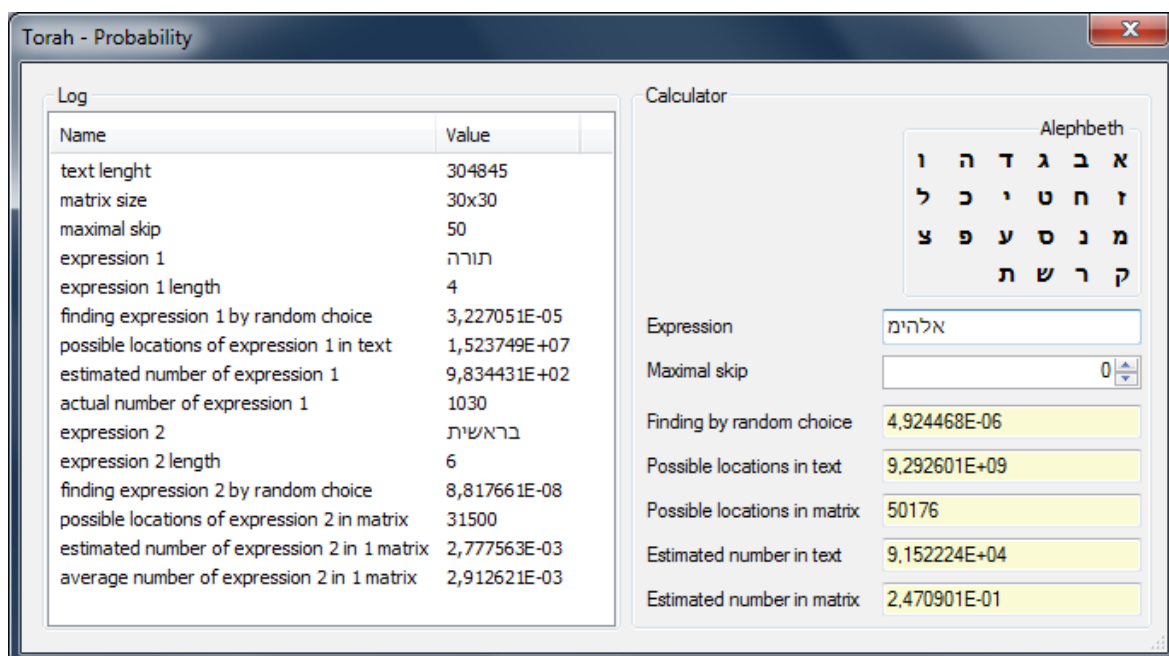 Torah - Probability
Log
Name Value
text lenght 304845
matrix size 30x30
maximal skip 50
expression 1 תורה
expression 1 length 4
finding expression 1 by random choice 3,227051E-05
possible locations of expression 1 in text 1,523749E+07
estimated number of expression 1 9,834431E+02
actual number of expression 1 1030
expression 2 בראשית
expression 2 length 6
finding expression 2 by random choice 8,817661E-08
possible locations of expression 2 in matrix 31500
estimated number of expression 2 in 1 matrix 2,777563E-03
average number of expression 2 in 1 matrix 2,912621E-03
Calculator
Alephbeth
א ב ג ד ה ו
ז ח ט י כ ל
מ נ ס ע פ צ
ק ר ש ת
Expression אלהימ
Maximal skip 0
Finding by random choice 4,924468E-06
Possible locations in text 9,292601E+09
Possible locations in matrix 50176
Estimated number in text 9,152224E+04
Estimated number in matrix 2,470901E-01